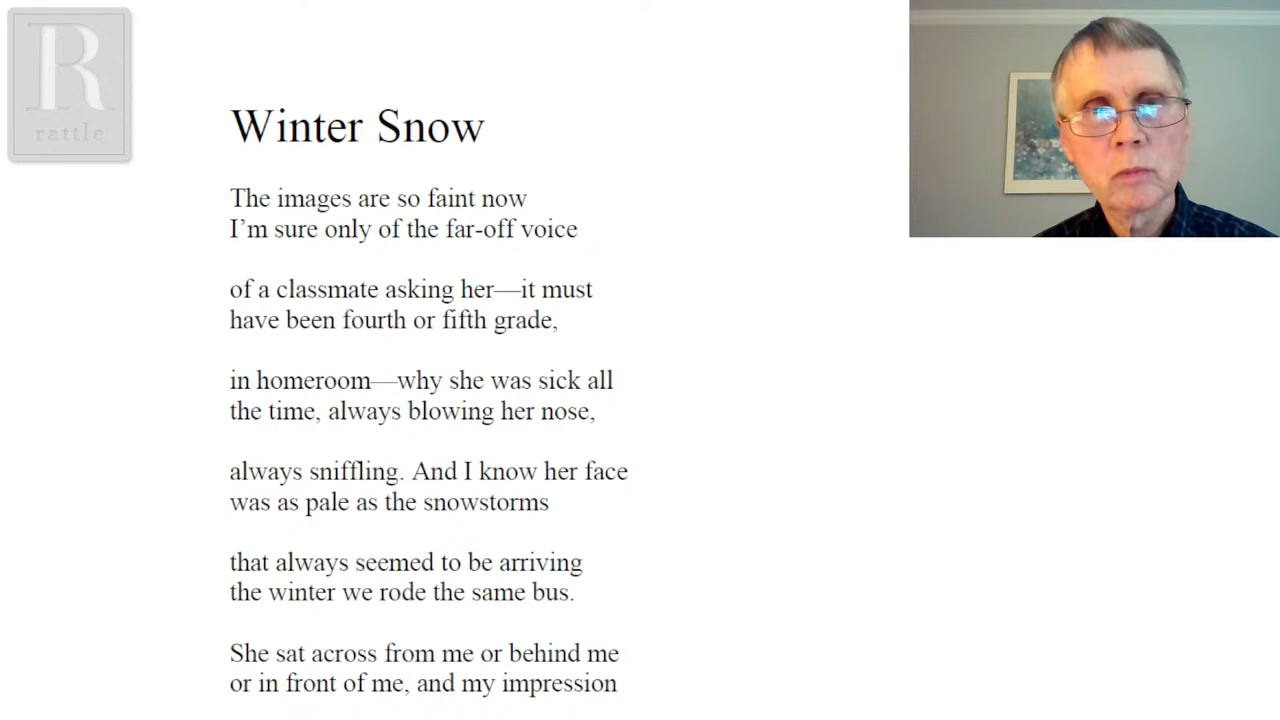 R
rattle
Winter Snow
The images are so faint now
I'm sure only of the far-off voice
of a classmate asking her—it must
have been fourth or fifth grade,
in homeroom—why she was sick all
the time, always blowing her nose,
always sniffling. And I know her face
was as pale as the snowstorms
that always seemed to be arriving
the winter we rode the same bus.
She sat across from me or behind me
or in front of me, and my impression